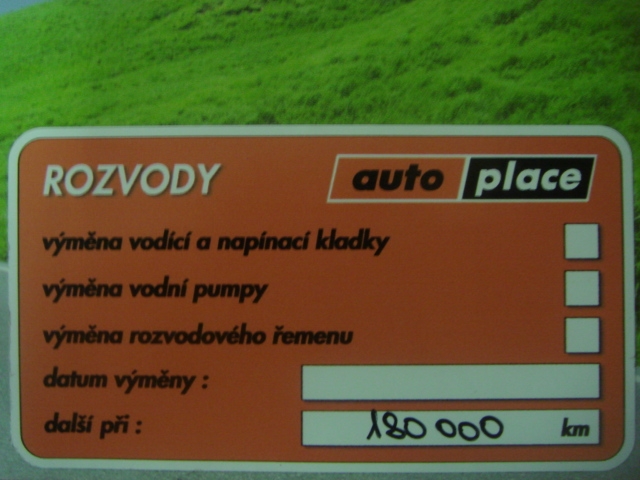 ROZVODY auto place
výměna vodící a napínací kladky
výměna vodní pumpy
výměna rozvodového řemenu
datum výměny :
další při : 180 000 km